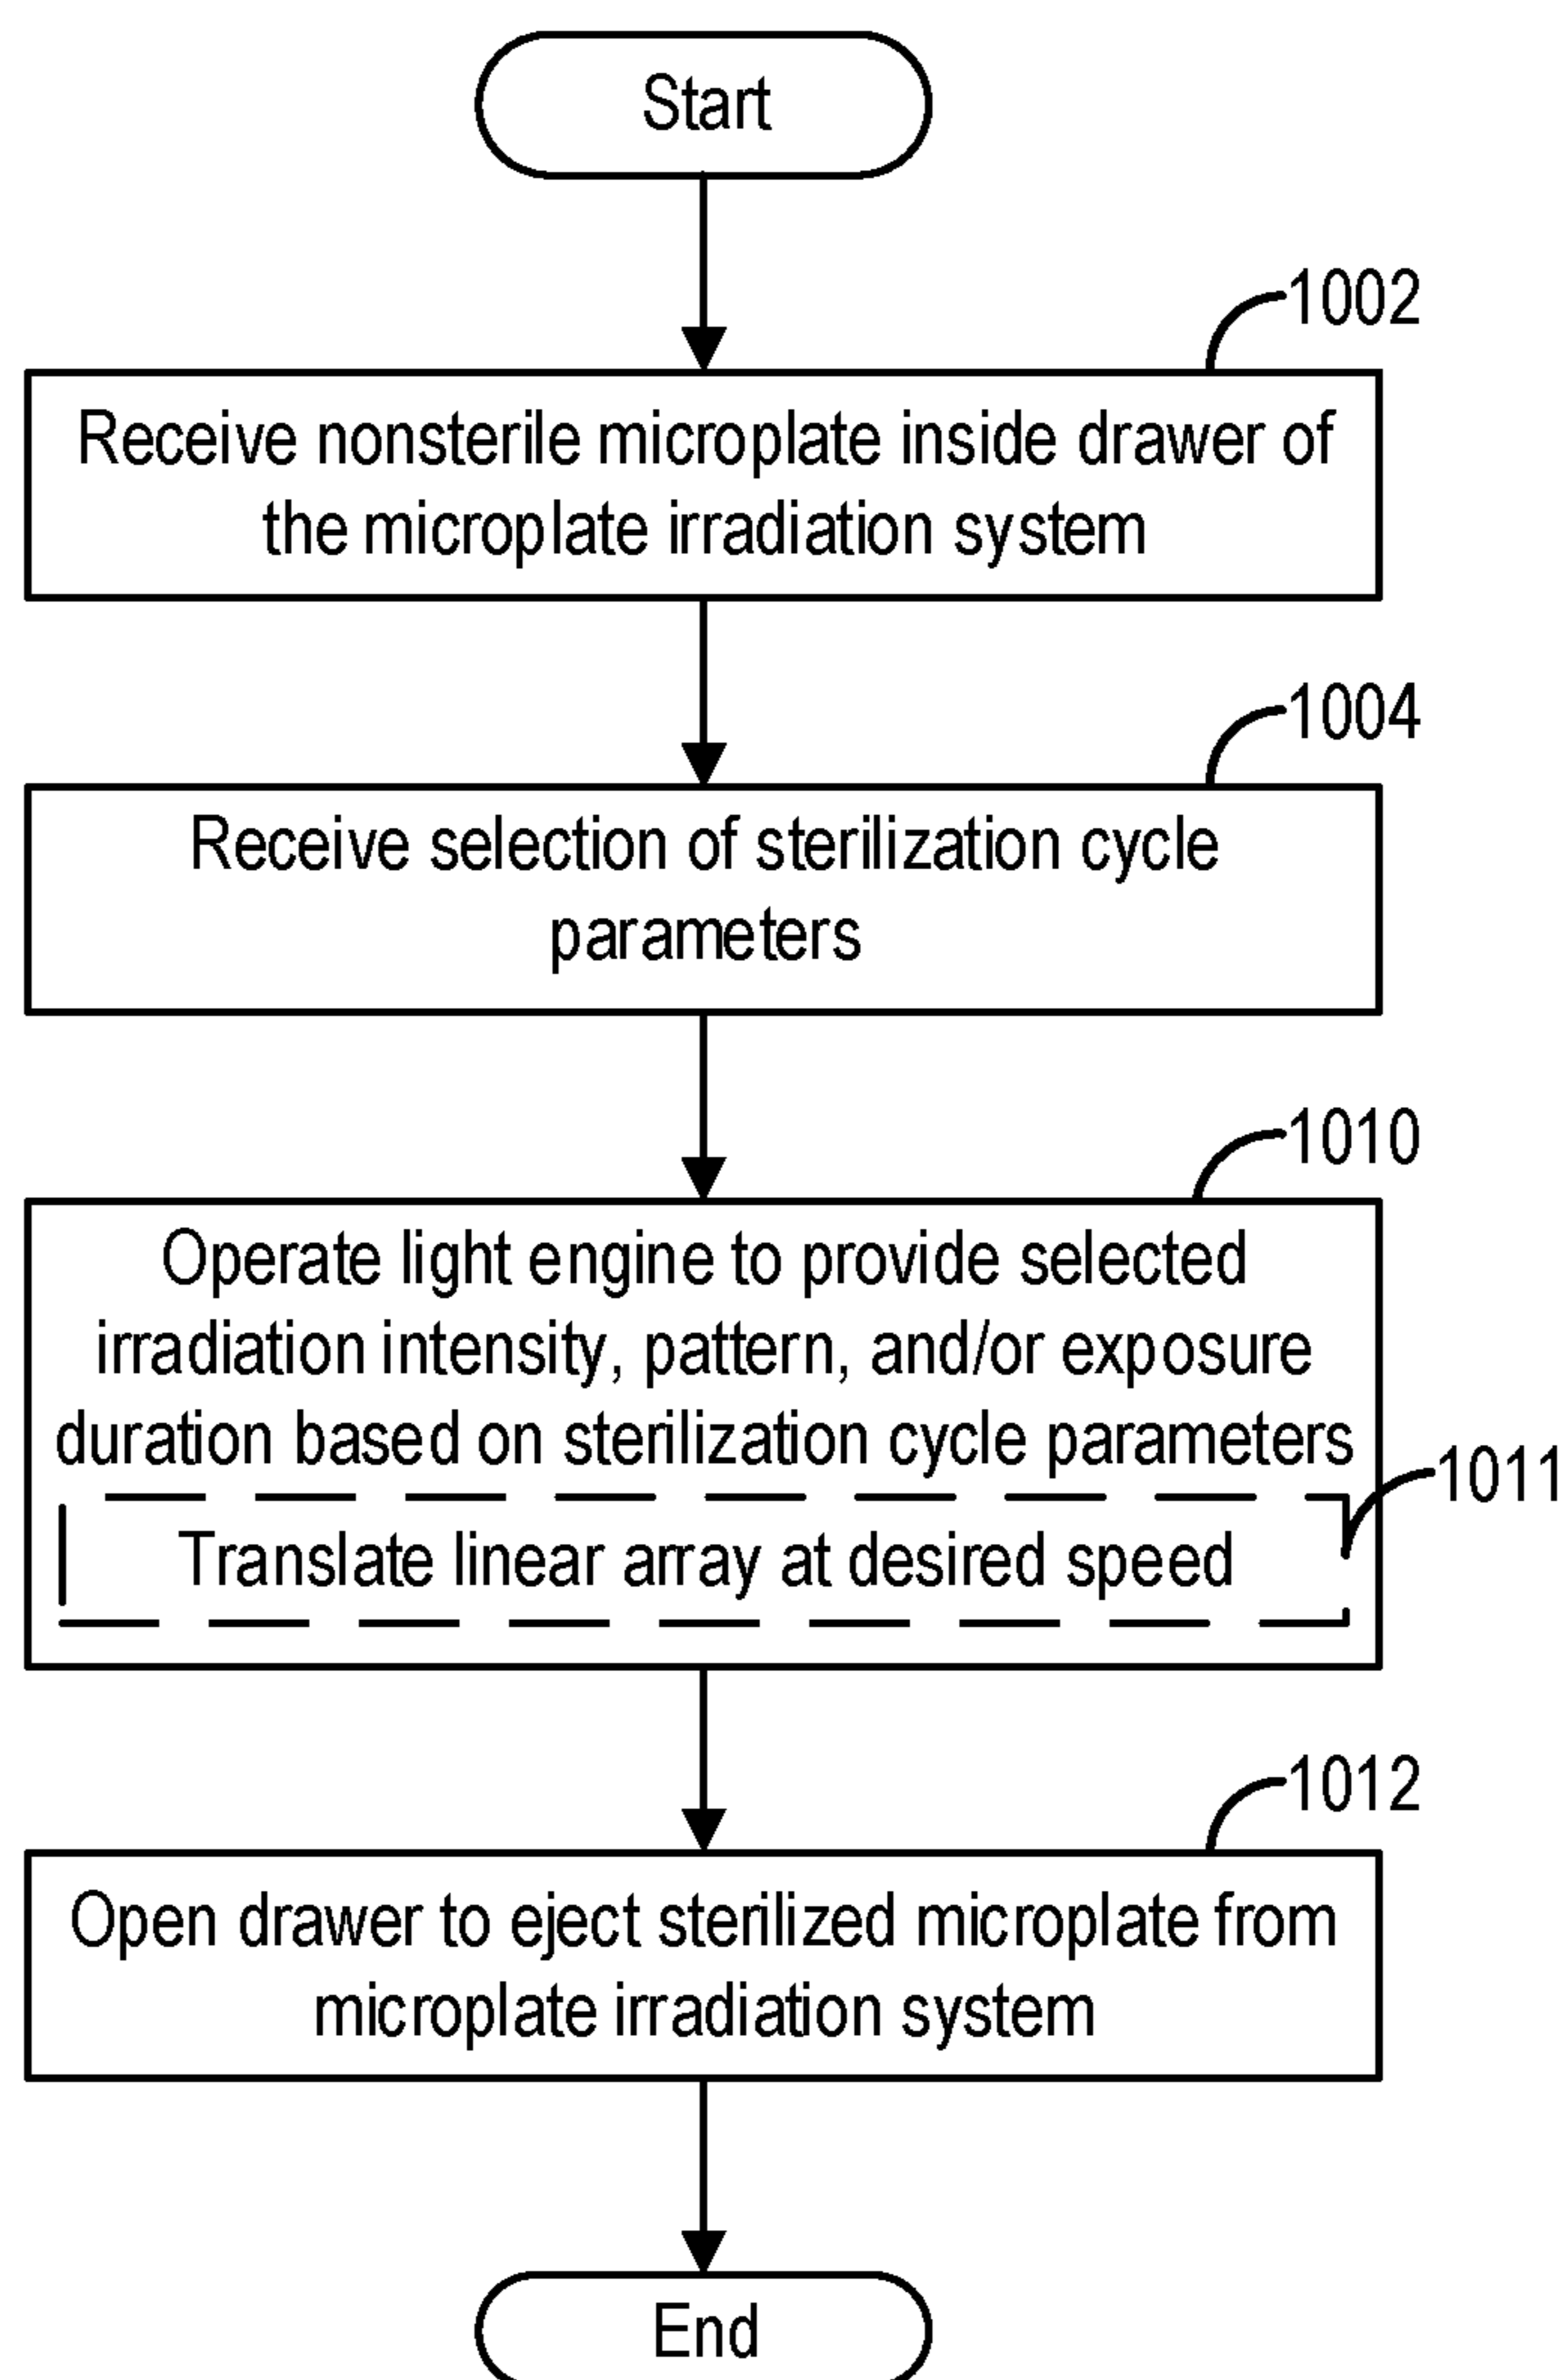 Start
1002
Receive nonsterile microplate inside drawer of
the microplate irradiation system
1004
Receive selection of sterilization cycle
parameters
1010
Operate light engine to provide selected
irradiation intensity, pattern, and/or exposure
duration based on sterilization cycle parameters
1011
Translate linear array at desired speed
1012
Open drawer to eject sterilized microplate from
microplate irradiation system
End